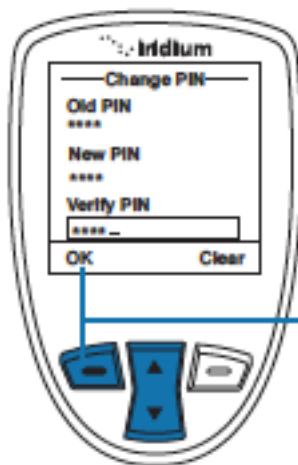 Iridium
Change PIN
Old PIN
****
New PIN
****
Verify PIN
****_
OK Clear